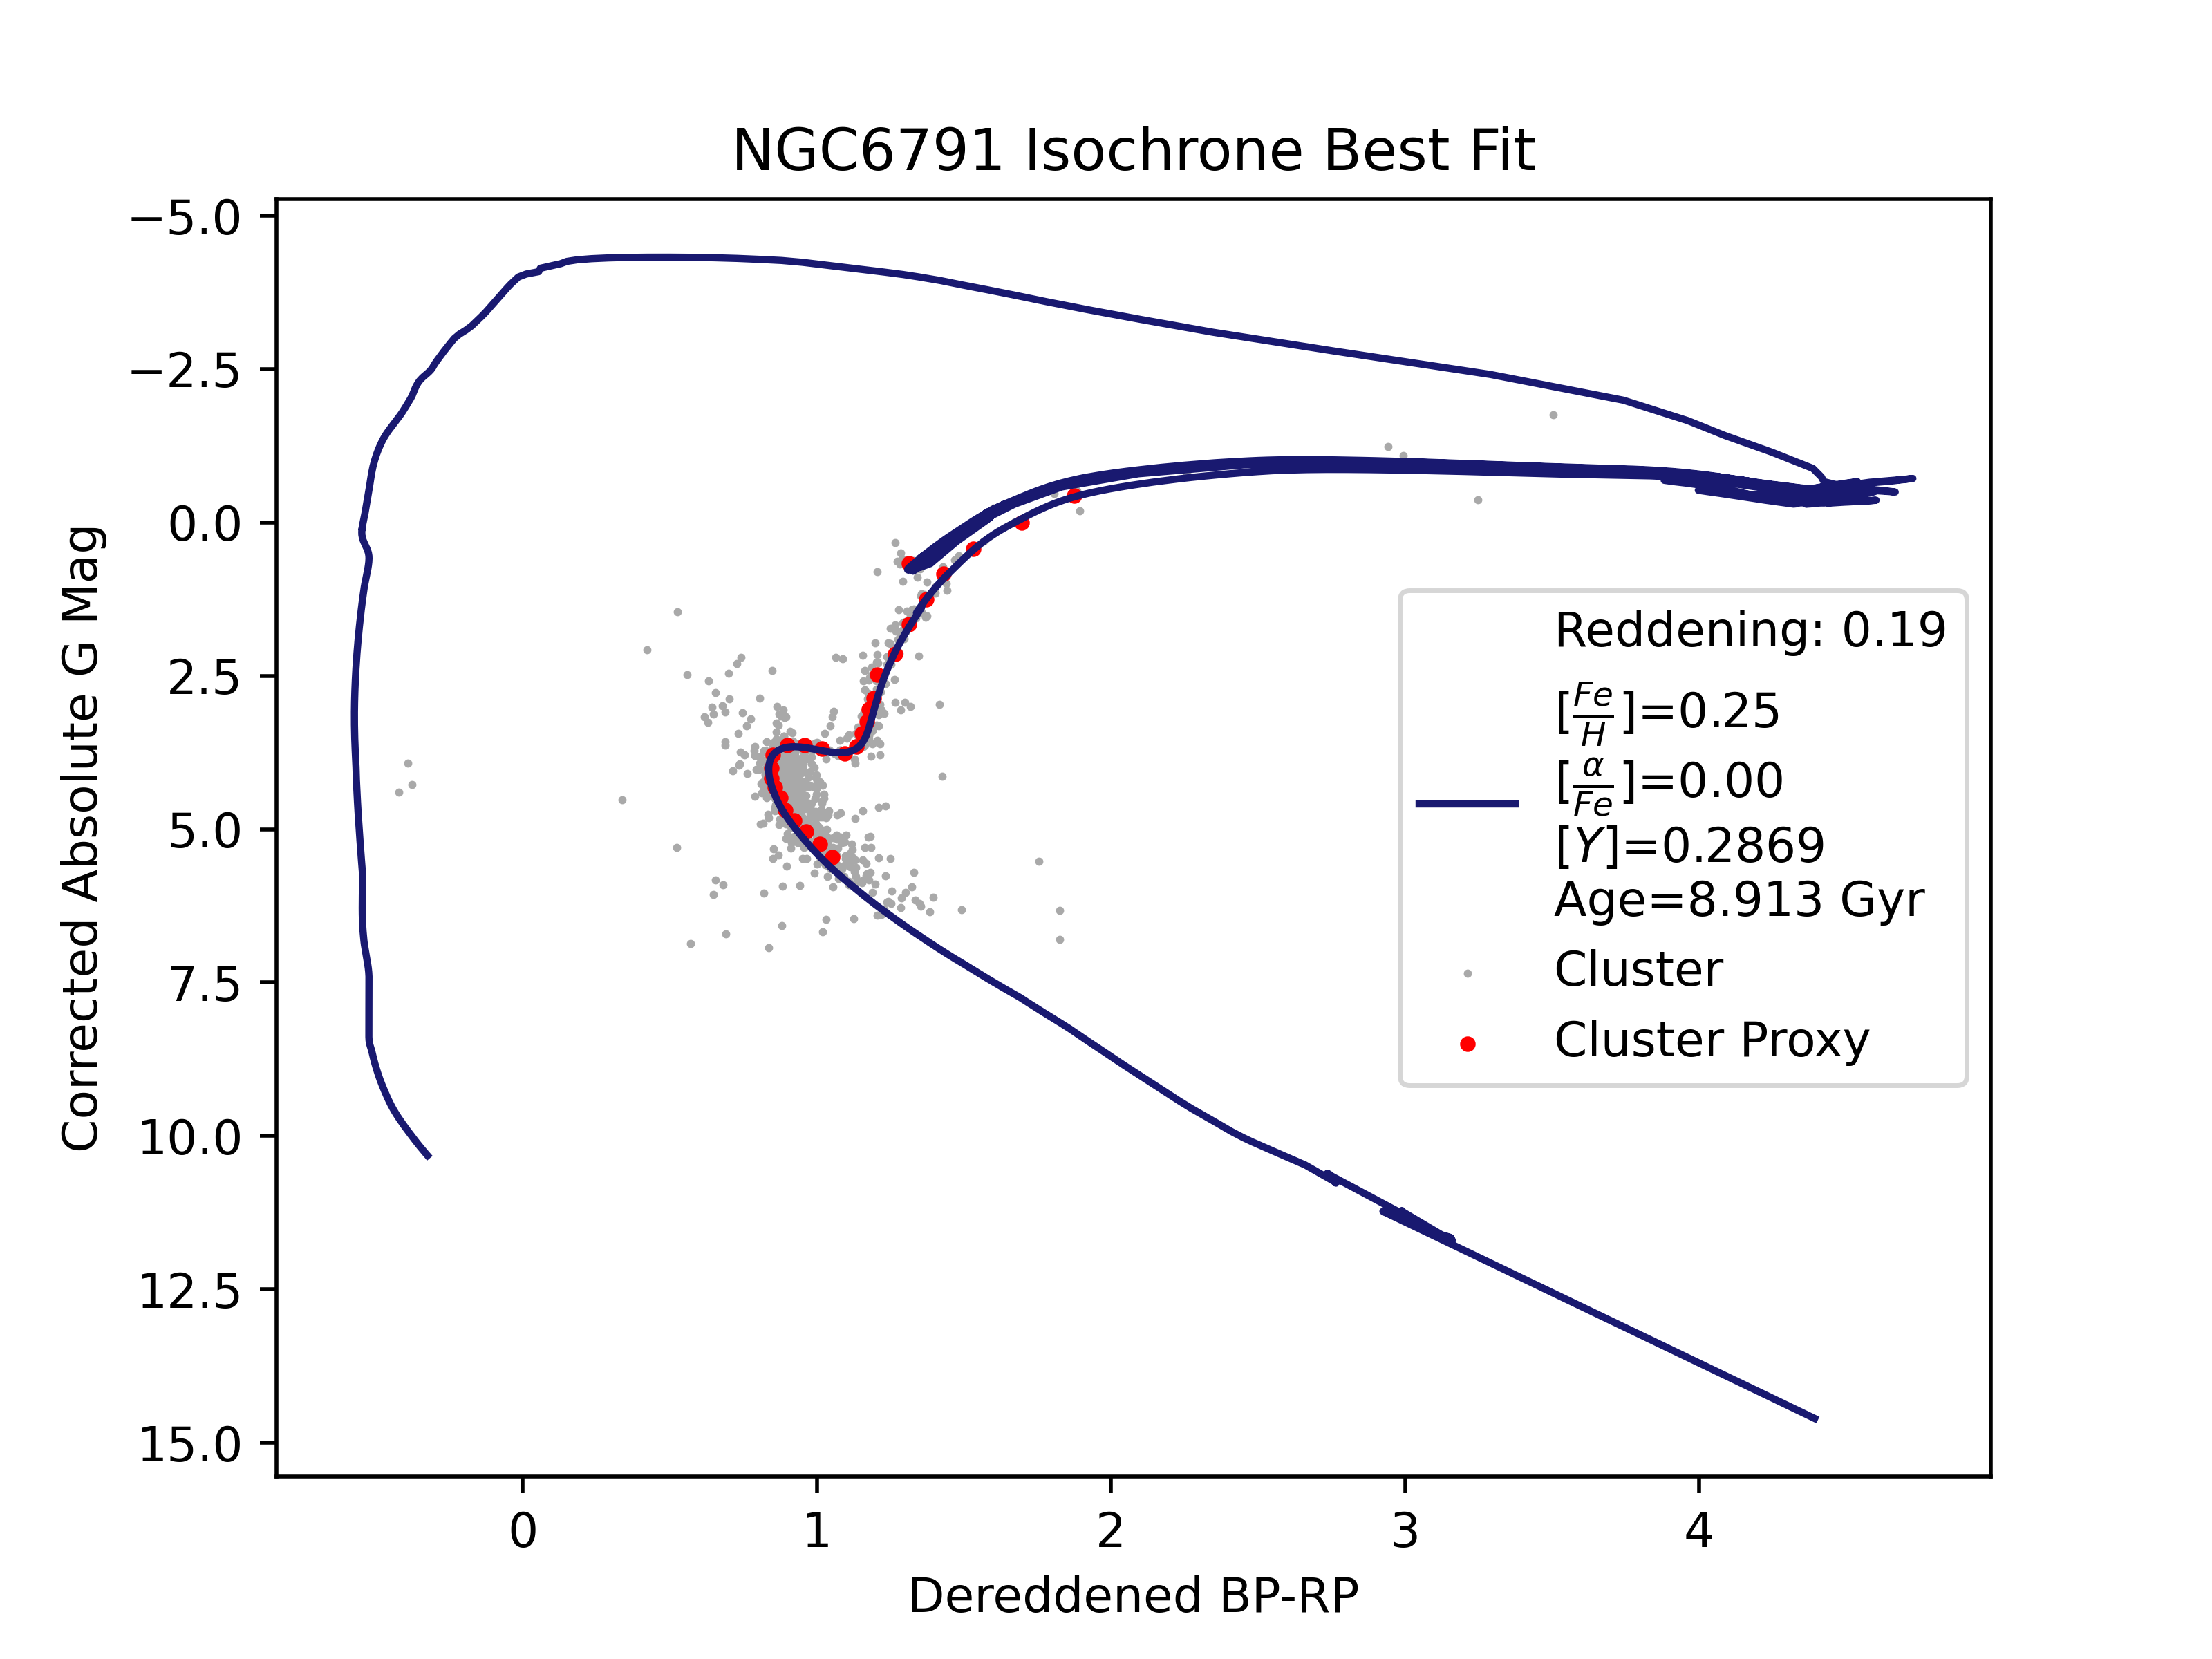 NGC6791 Isochrone Best Fit
Corrected Absolute G Mag
−5.0
−2.5
0.0
2.5
5.0
7.5
10.0
12.5
15.0
Reddening: 0.19
[Fe/H]=0.25
[α/Fe]=0.00
[Y]=0.2869
Age=8.913 Gyr
Cluster
Cluster Proxy
0 1 2 3 4
Dereddened BP-RP